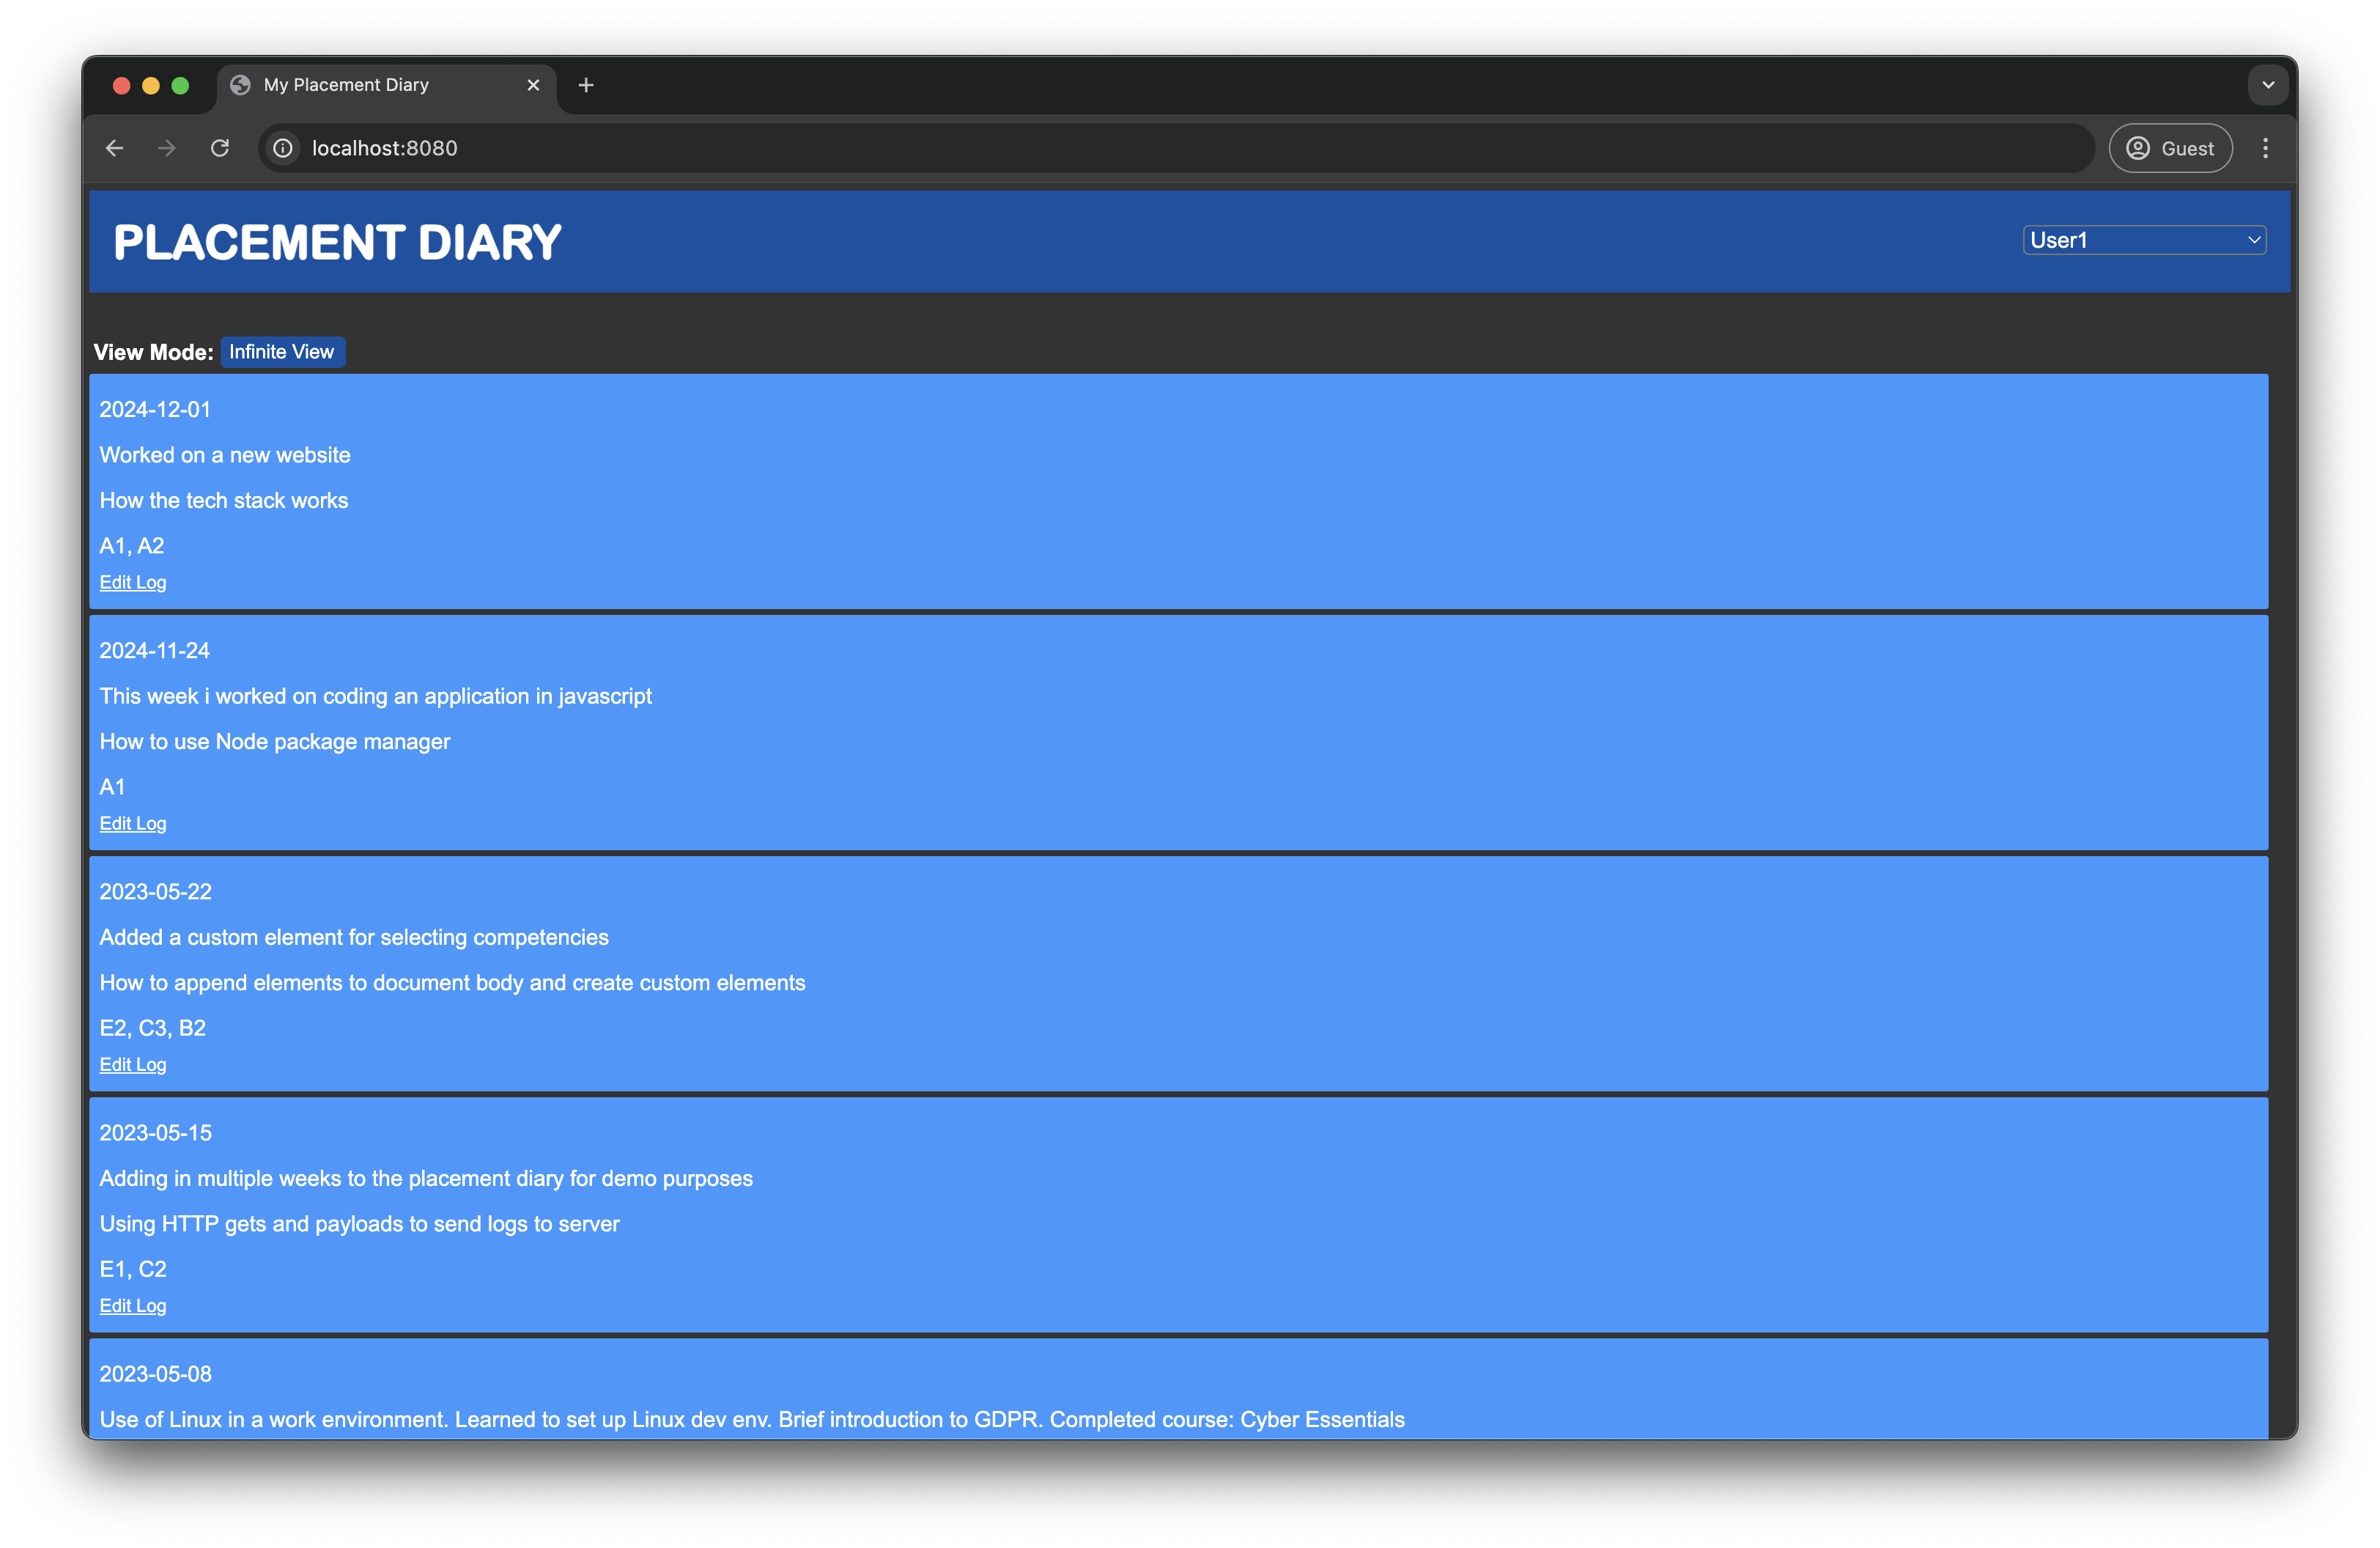 My Placement Diary
localhost:8080
Guest
PLACEMENT DIARY
User1
View Mode: Infinite View
2024-12-01
Worked on a new website
How the tech stack works
A1, A2
Edit Log
2024-11-24
This week i worked on coding an application in javascript
How to use Node package manager
A1
Edit Log
2023-05-22
Added a custom element for selecting competencies
How to append elements to document body and create custom elements
E2, C3, B2
Edit Log
2023-05-15
Adding in multiple weeks to the placement diary for demo purposes
Using HTTP gets and payloads to send logs to server
E1, C2
Edit Log
2023-05-08
Use of Linux in a work environment. Learned to set up Linux dev env. Brief introduction to GDPR. Completed course: Cyber Essentials